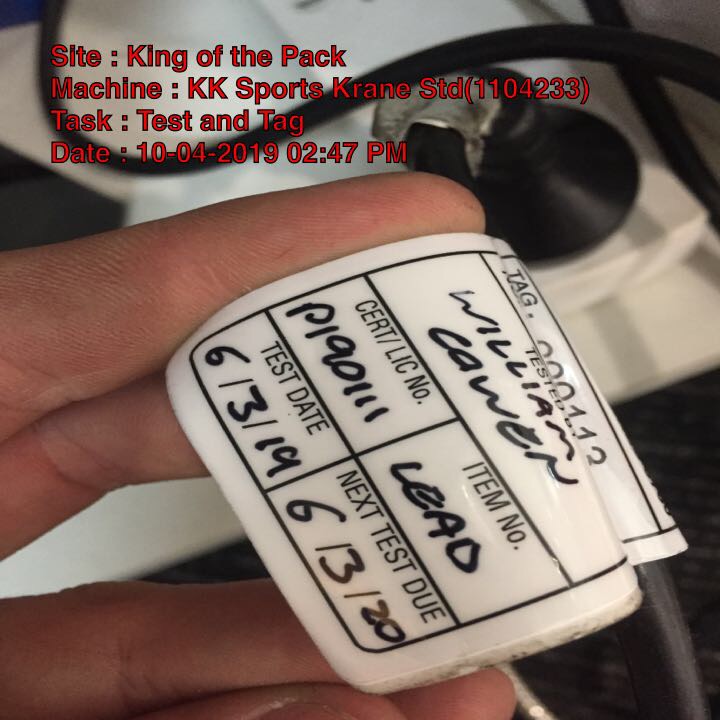 Site : King of the Pack
Machine : KK Sports Krane Std(1104233)
Task : Test and Tag
Date : 10-04-2019 02:47 PM
TAG.
000112
WILLIAM
COWEN
CERT/ LIC No.
P190111
ITEM No.
LEAD
TEST DATE
6/3/19
NEXT TEST DUE
6/3/20